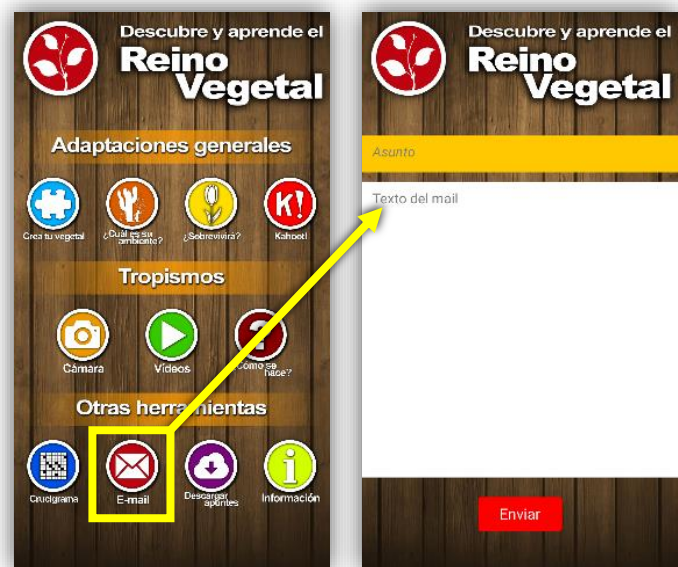 Descubre y aprende el
Reino
Vegetal
Adaptaciones generales
Crea tu vegetal
¿Cuál es su
ambiente?
¿Sobrevivirá?
K!
Kahoot!
Tropismos
Cámara
Vídeos
?
¿Cómo se
hace?
Otras herramientas
Crucigrama
E-mail
Descargar
apuntes
i
Información
Descubre y aprende el
Reino
Vegetal
Asunto
Texto del mail
Enviar